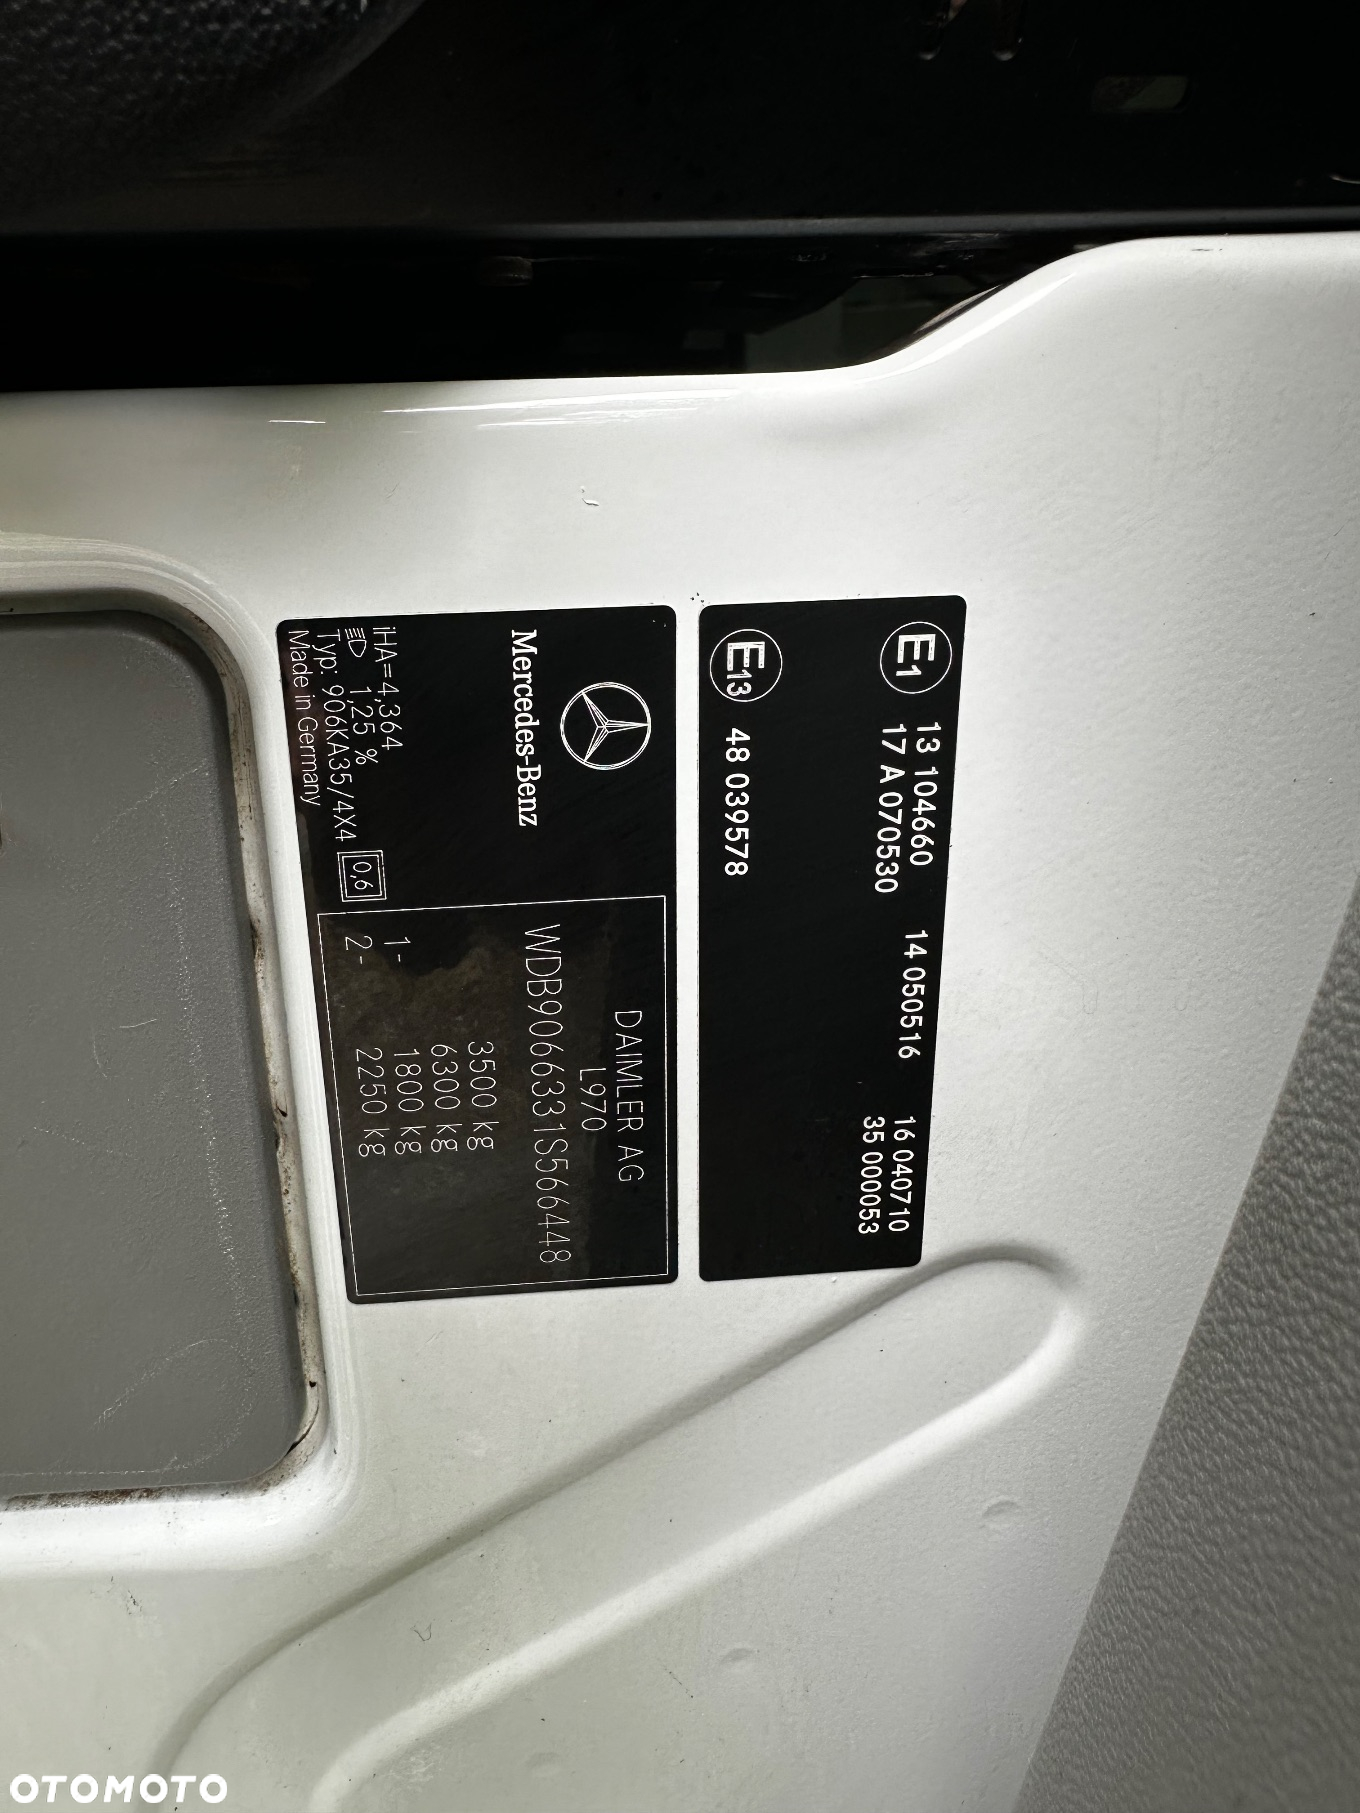 Mercedes-Benz
iHA=4,364
1,25 %
Typ: 906KA35/4X4
0,6
Made in Germany
DAIMLER AG
L970
WDB9066331S566448
3500 kg
6300 kg
1- 1800 kg
2- 2250 kg
E1 13 104660 14 050516 16 040710
17 A 070530 35 000053
E13 48 039578
OTOMOTO